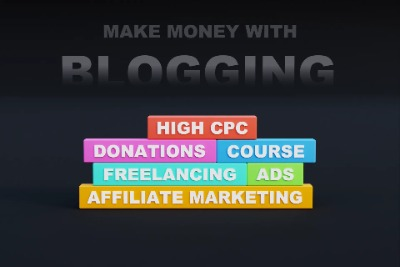 MAKE MONEY WITH
BLOGGING
HIGH CPC
DONATIONS COURSE
FREELANCING ADS
AFFILIATE MARKETING